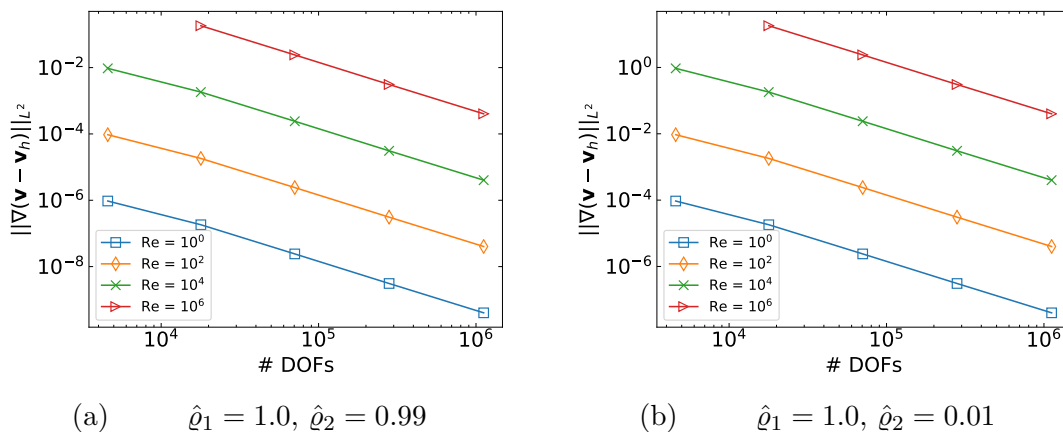 ||∇(v − v_h)||_{L^2}
10^{-2}
10^{-4}
10^{-6}
10^{-8}
Re = 10^0
Re = 10^2
Re = 10^4
Re = 10^6
10^4 10^5 10^6
# DOFs
(a) ϱ̂_1 = 1.0, ϱ̂_2 = 0.99
||∇(v − v_h)||_{L^2}
10^0
10^{-2}
10^{-4}
10^{-6}
Re = 10^0
Re = 10^2
Re = 10^4
Re = 10^6
10^4 10^5 10^6
# DOFs
(b) ϱ̂_1 = 1.0, ϱ̂_2 = 0.01